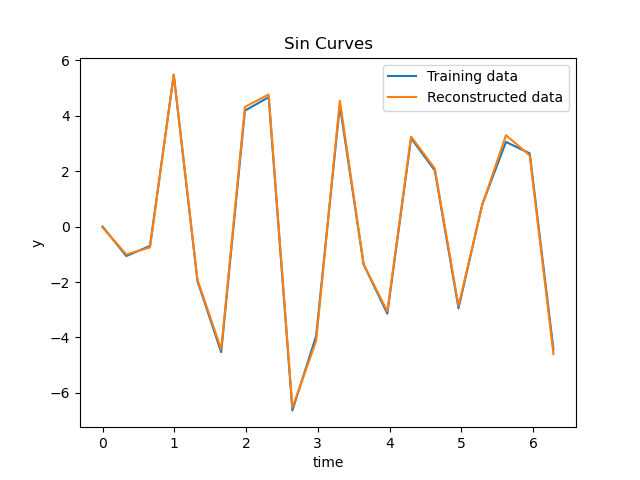 Sin Curves
Training data
Reconstructed data
6
4
2
0
−2
−4
−6
y
0 1 2 3 4 5 6
time